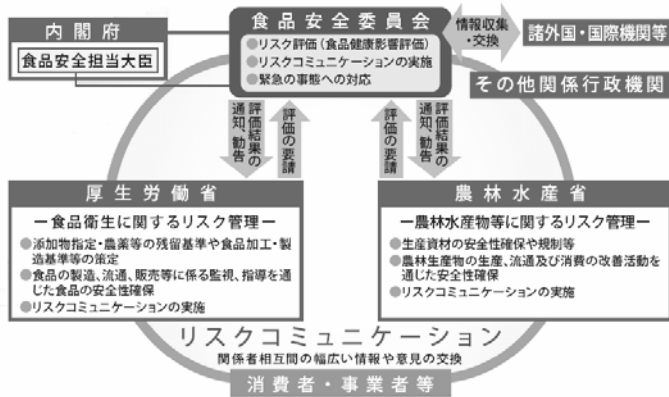 食品安全委員会
●リスク評価(食品健康影響評価)
●リスクコミュニケーションの実施
●緊急の事態への対応
内閣府
食品安全担当大臣
情報収集
・交換
諸外国・国際機関等
その他関係行政機関
評価結果の
通知、勧告
評価の要請
評価の要請
評価結果の
通知、勧告
厚生労働省
ー食品衛生に関するリスク管理ー
●添加物指定・農薬等の残留基準や食品加工・製
造基準等の策定
●食品の製造、流通、販売等に係る監視、指導を通
じた食品の安全性確保
●リスクコミュニケーションの実施
農林水産省
ー農林水産物等に関するリスク管理ー
●生産資材の安全性確保や規制等
●農林生産物の生産、流通及び消費の改善活動を
通じた安全性確保
●リスクコミュニケーションの実施
リスクコミュニケーション
関係者相互間の幅広い情報や意見の交換
消費者・事業者等